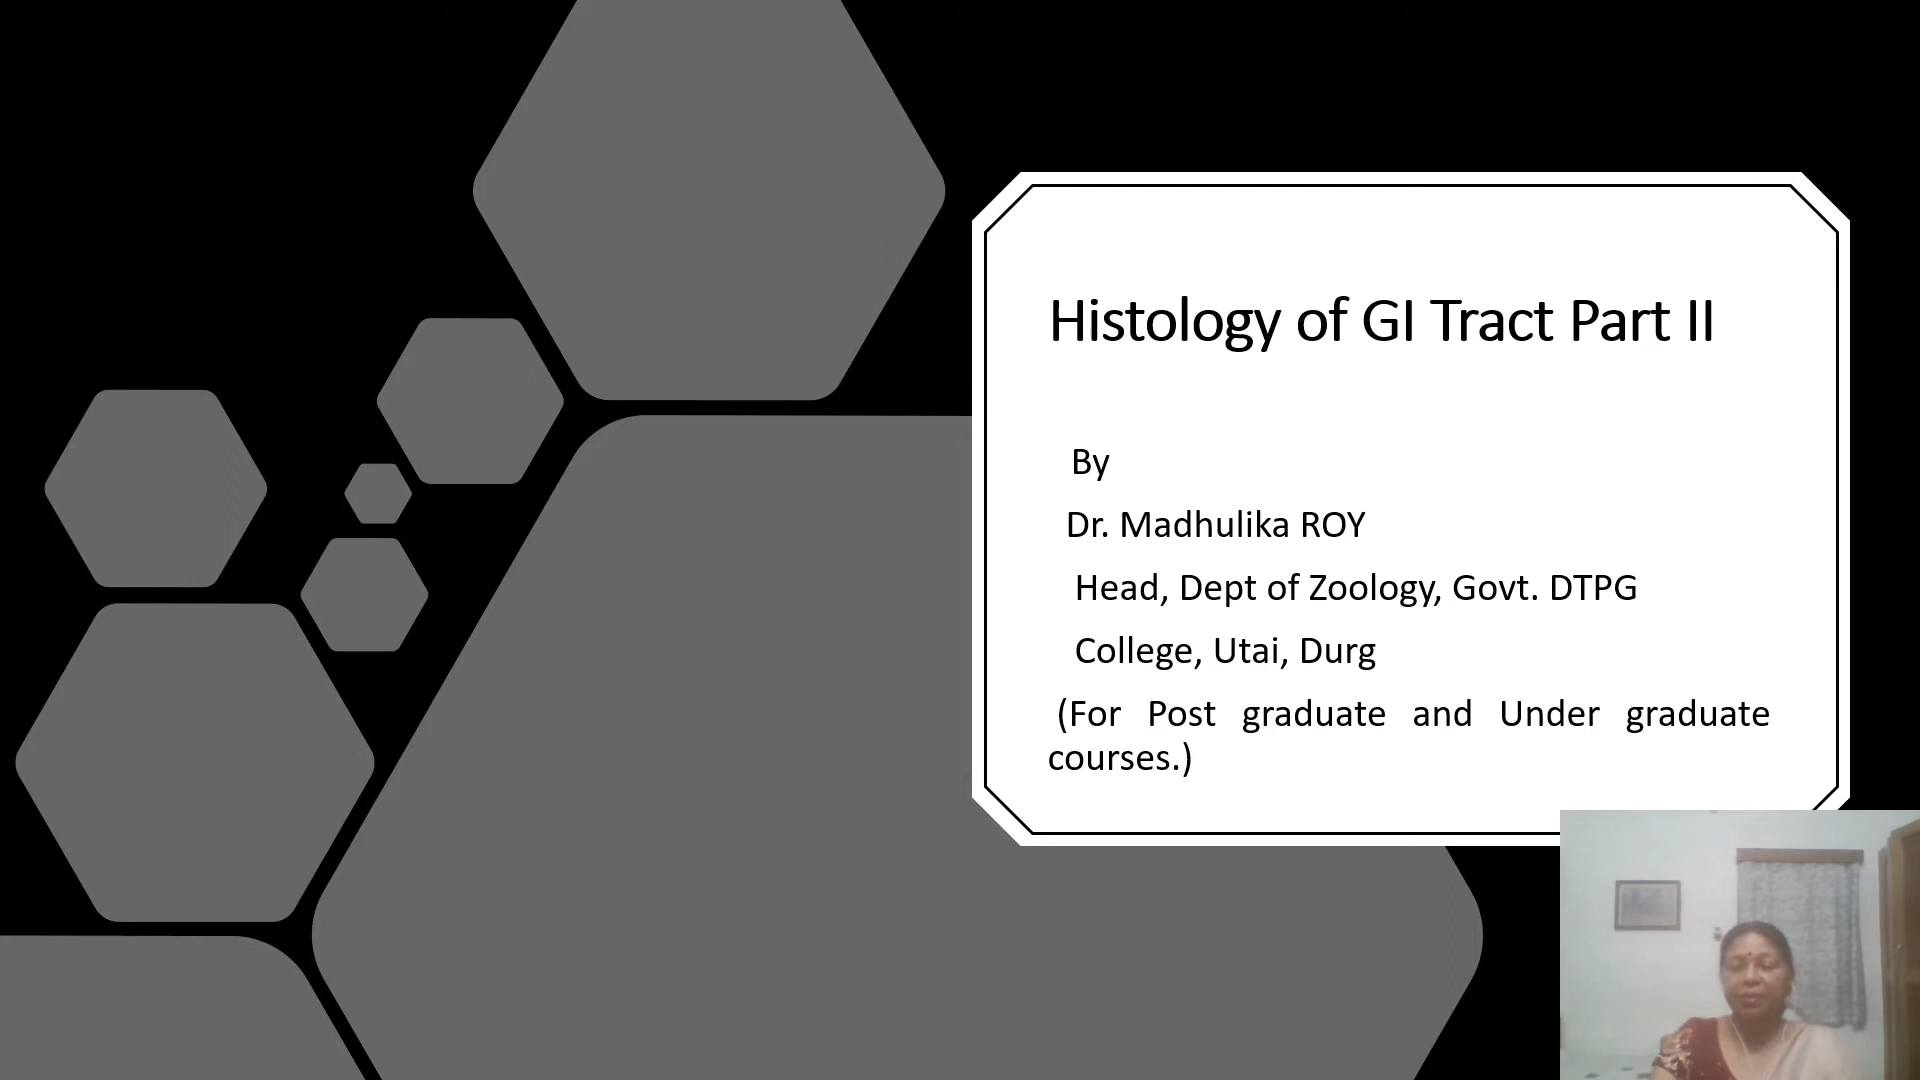 Histology of GI Tract Part II
By
Dr. Madhulika ROY
Head, Dept of Zoology, Govt. DTPG
College, Utai, Durg
(For Post graduate and Under graduate
courses.)